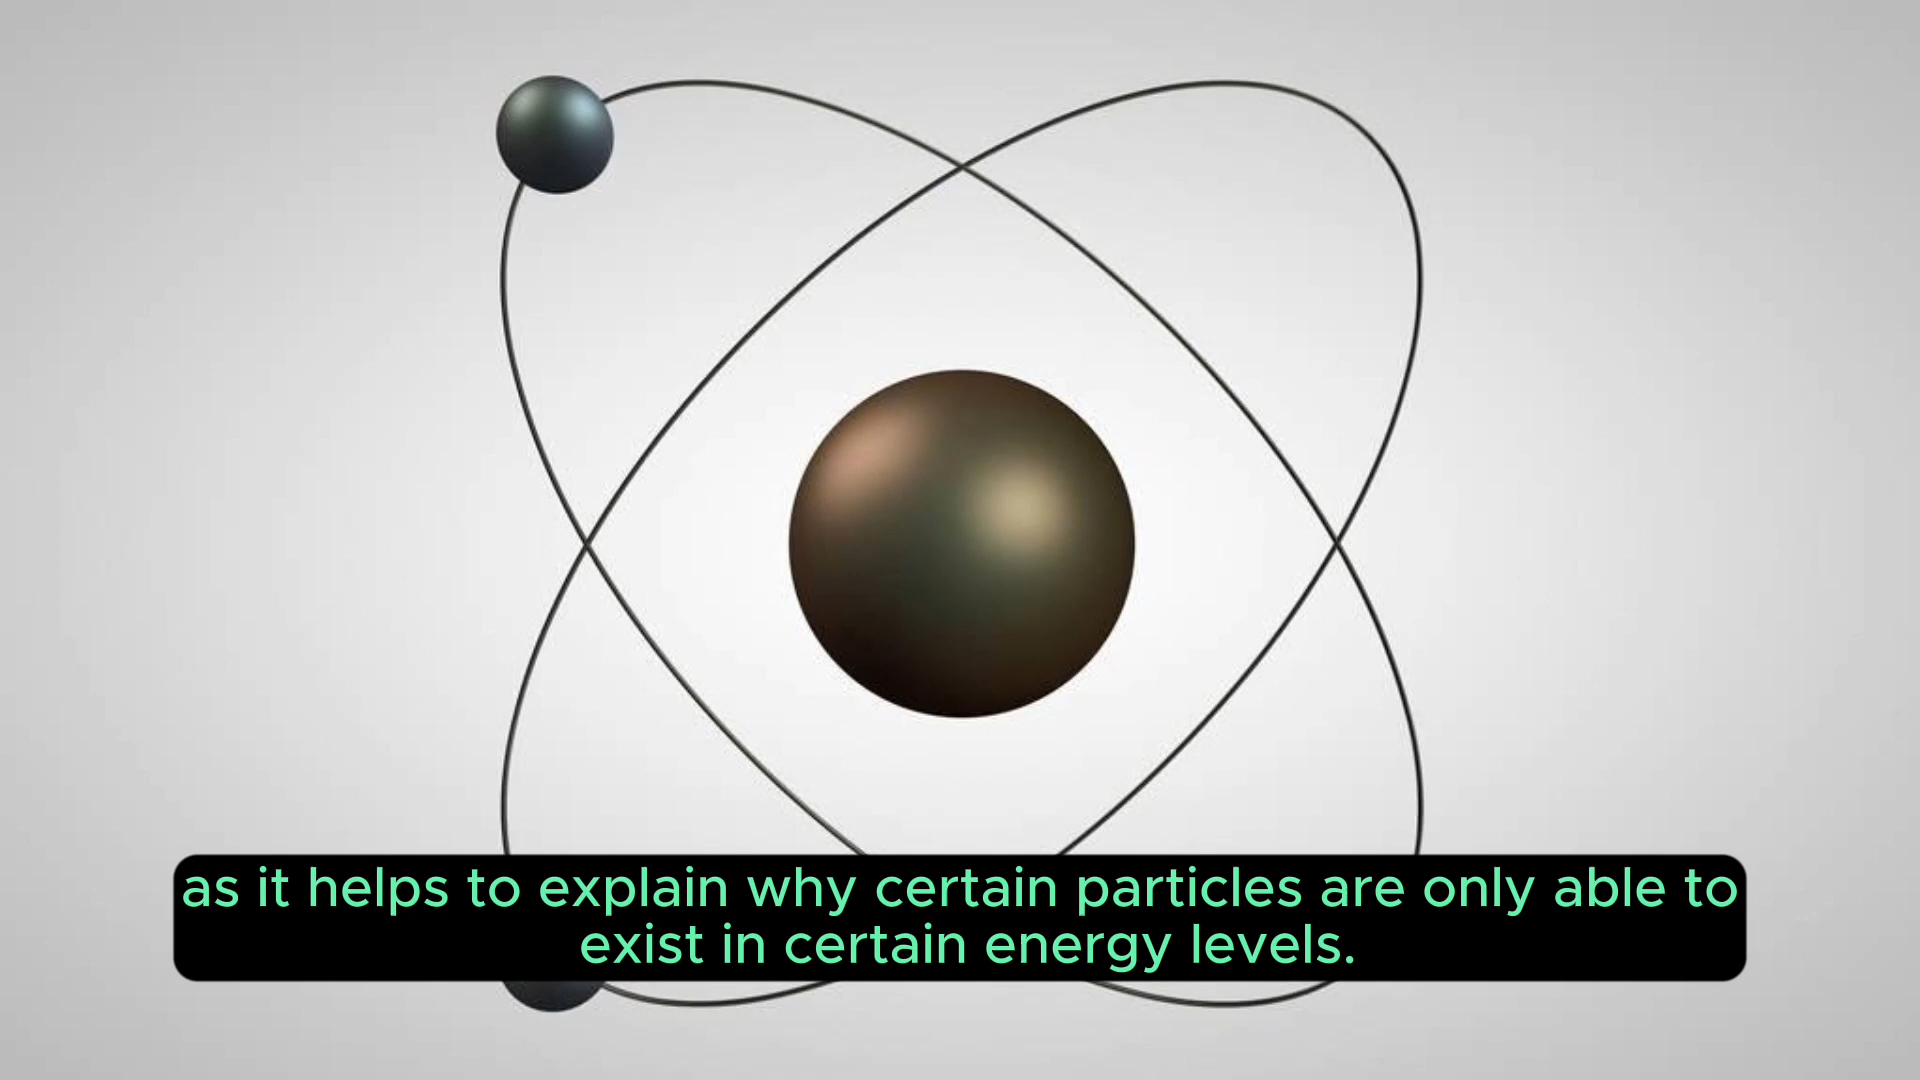 as it helps to explain why certain particles are only able to
exist in certain energy levels.